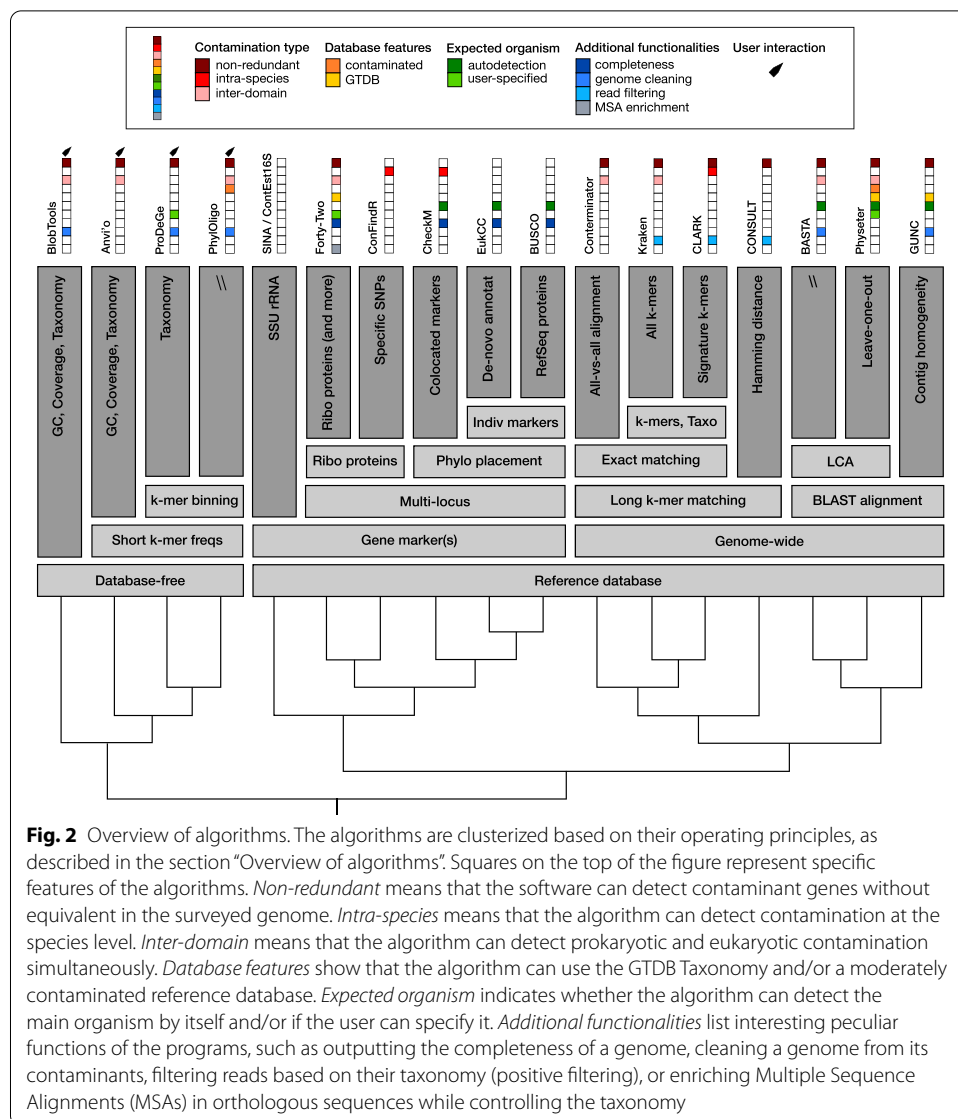 Contamination type
Database features
Expected organism
Additional functionalities
User interaction
non-redundant
contaminated
autodetection
completeness
intra-species
GTDB
user-specified
genome cleaning
inter-domain
read filtering
MSA enrichment
BlobTools
Anvi'o
ProDeGe
PhylOligo
SINA / ContEst16S
Forty-Two
ConFindR
CheckM
EukCC
BUSCO
Conterminator
Kraken
CLARK
CONSULT
BASTA
Physeter
GUNC
GC, Coverage, Taxonomy
GC, Coverage, Taxonomy
Taxonomy
\\
SSU rRNA
Ribo proteins (and more)
Specific SNPs
Colocated markers
De-novo annotat
RefSeq proteins
All-vs-all alignment
All k-mers
Signature k-mers
Hamming distance
\\
Leave-one-out
Contig homogeneity
Indiv markers
k-mers, Taxo
Ribo proteins
Phylo placement
Exact matching
LCA
k-mer binning
Multi-locus
Long k-mer matching
BLAST alignment
Short k-mer freqs
Gene marker(s)
Genome-wide
Database-free
Reference database
Fig. 2 Overview of algorithms. The algorithms are clusterized based on their operating principles, as
described in the section “Overview of algorithms”. Squares on the top of the figure represent specific
features of the algorithms. Non-redundant means that the software can detect contaminant genes without
equivalent in the surveyed genome. Intra-species means that the algorithm can detect contamination at the
species level. Inter-domain means that the algorithm can detect prokaryotic and eukaryotic contamination
simultaneously. Database features show that the algorithm can use the GTDB Taxonomy and/or a moderately
contaminated reference database. Expected organism indicates whether the algorithm can detect the
main organism by itself and/or if the user can specify it. Additional functionalities list interesting peculiar
functions of the programs, such as outputting the completeness of a genome, cleaning a genome from its
contaminants, filtering reads based on their taxonomy (positive filtering), or enriching Multiple Sequence
Alignments (MSAs) in orthologous sequences while controlling the taxonomy